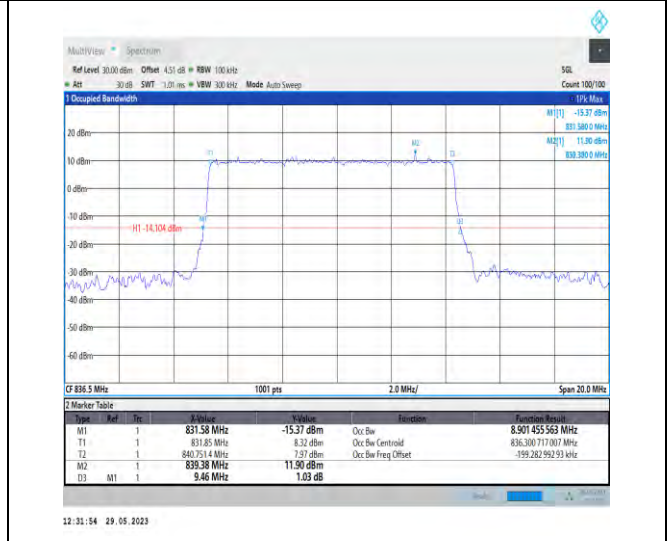 MultiView Spectrum
Ref Level 30.00 dBm Offset 4.51 dB RBW 100 kHz SGL
Att 30 dB SWT 1.01 ms VBW 300 kHz Mode Auto Sweep Count 100/100
1 Occupied Bandwidth 1Pk Max
M1[1] -15.37 dBm
831.580 0 MHz
M2[1] 11.90 dBm
839.380 0 MHz
20 dBm
T1 M2 T2
10 dBm
0 dBm
-10 dBm
M1 D3
H1 -14.104 dBm
-20 dBm
-30 dBm
-40 dBm
-50 dBm
-60 dBm
CF 836.5 MHz 1001 pts 2.0 MHz/ Span 20.0 MHz
2 Marker Table
Type Ref Trc X-Value Y-Value Function Function Result
M1 1 831.58 MHz -15.37 dBm Occ Bw 8.901 455 563 MHz
T1 1 831.85 MHz 8.32 dBm Occ Bw Centroid 836.300 717 007 MHz
T2 1 840.751 4 MHz 7.97 dBm Occ Bw Freq Offset -199.282 992 93 kHz
M2 1 839.38 MHz 11.90 dBm
D3 M1 1 9.46 MHz 1.03 dB
12:31:54 29.05.2023